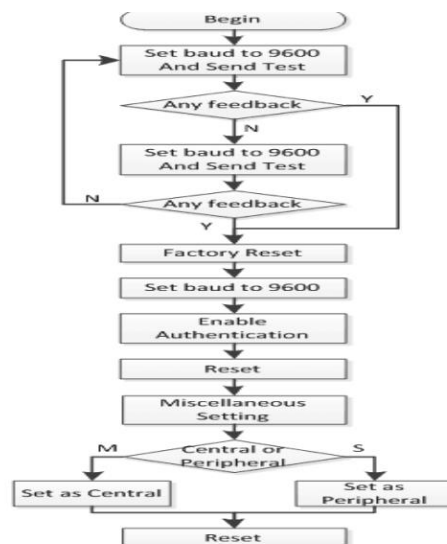 Begin
Set baud to 9600
And Send Test
Any feedback
Y
N
Set baud to 9600
And Send Test
N
Any feedback
Y
Factory Reset
Set baud to 9600
Enable
Authentication
Reset
Miscellaneous
Setting
M
Central or
Peripheral
S
Set as Central
Set as
Peripheral
Reset